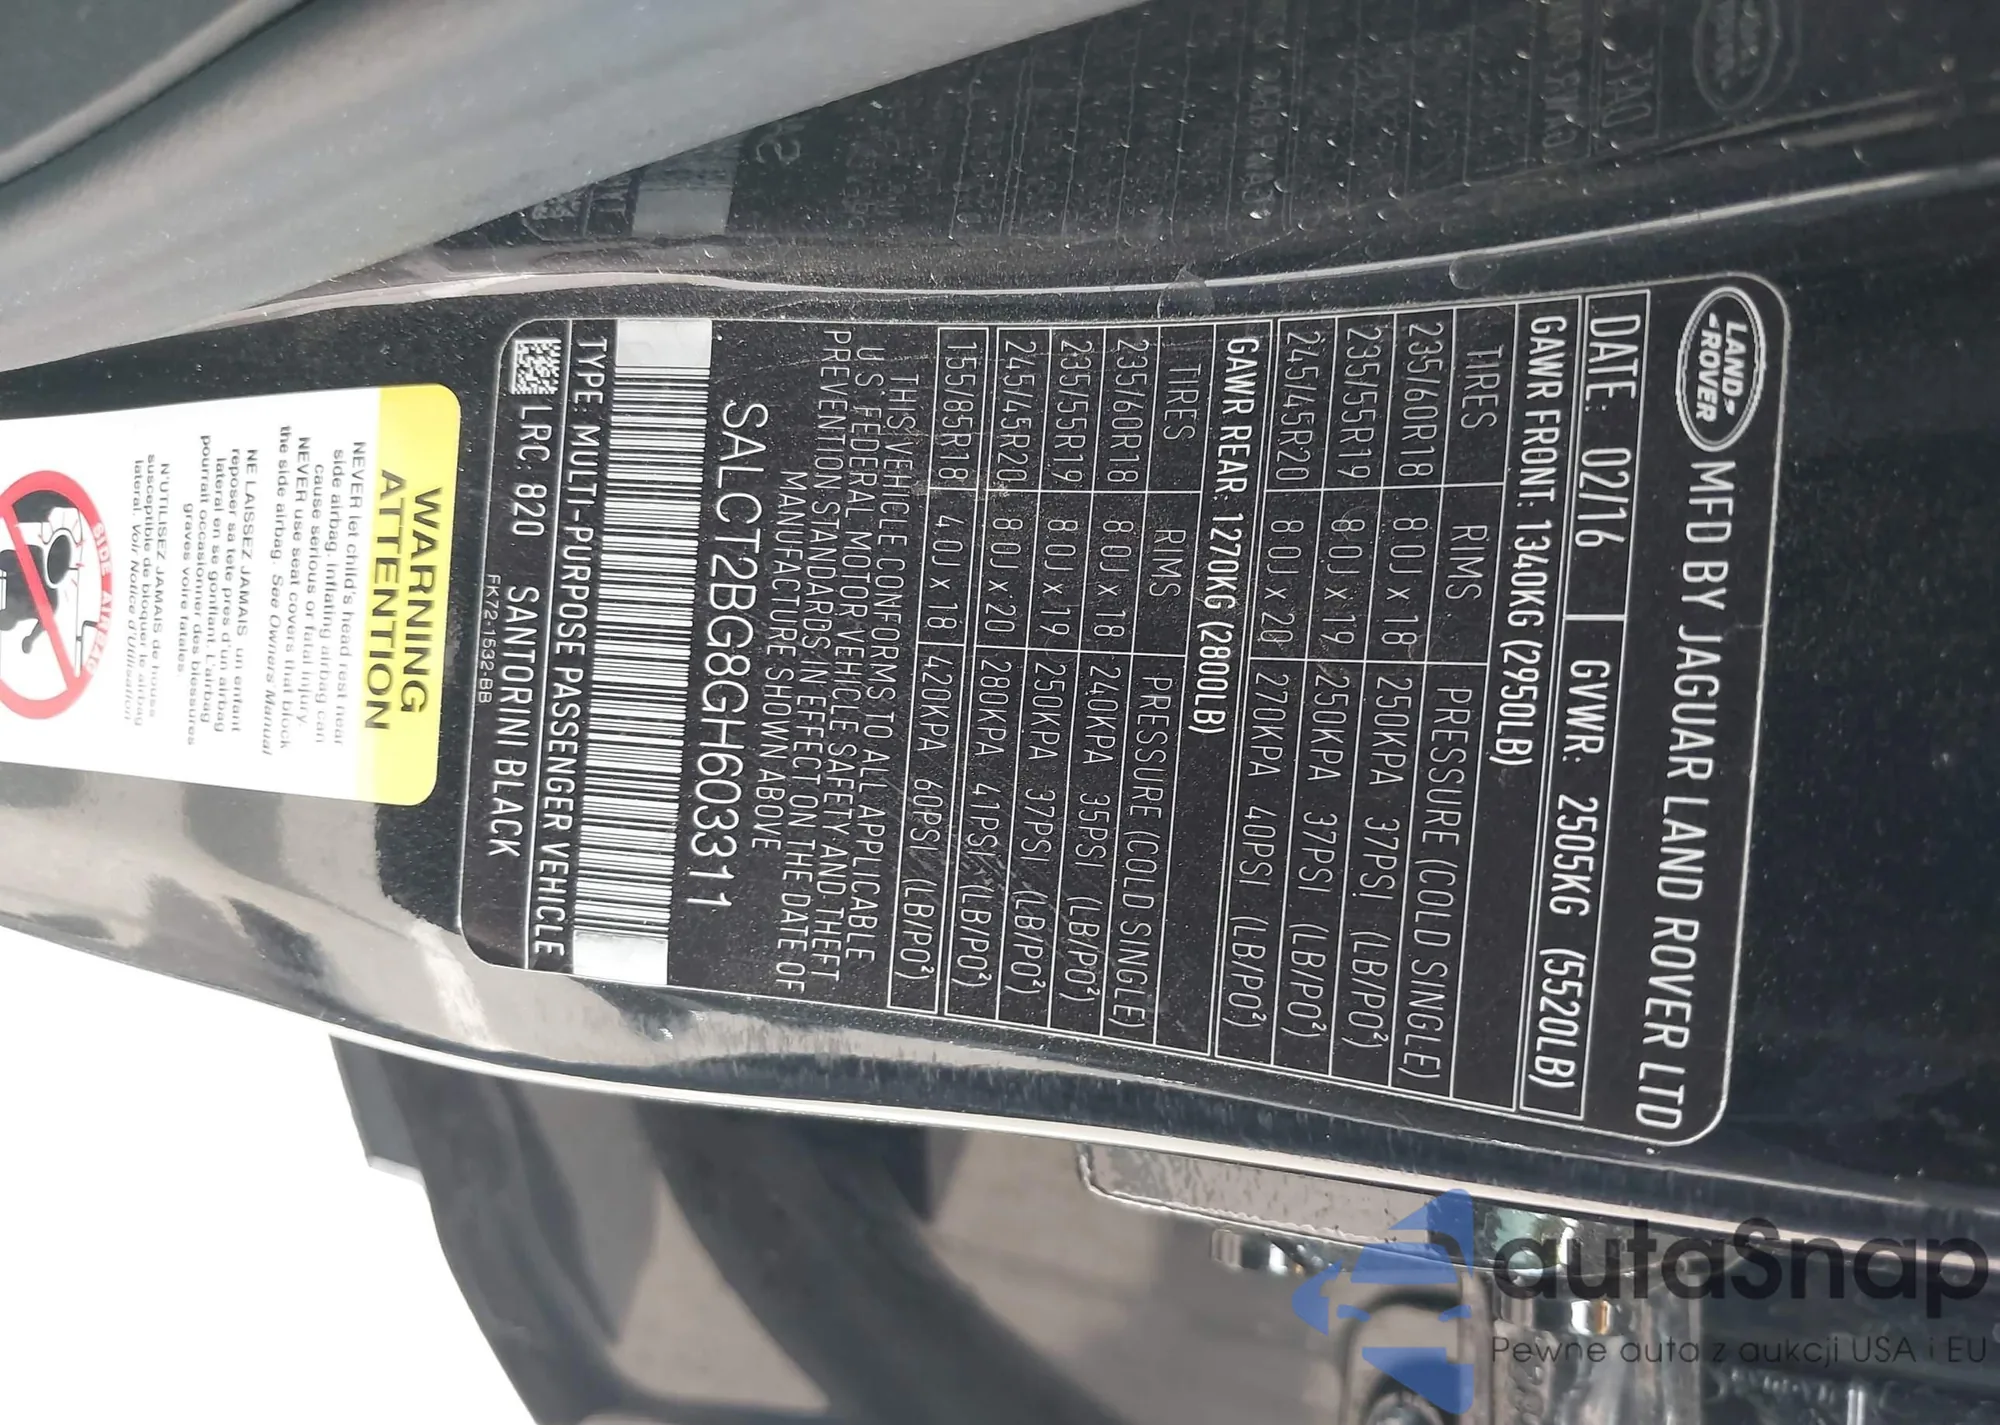 LAND-
-ROVER
MFD BY JAGUAR LAND ROVER LTD
DATE: 02/16 GVWR: 2505KG (5520LB)
GAWR FRONT: 1340KG (2950LB)
TIRES RIMS PRESSURE (COLD SINGLE)
235/60R18 8.0J x 18 250KPA 37PSI (LB/PO²)
235/55R19 8.0J x 19 250KPA 37PSI (LB/PO²)
245/45R20 8.0J x 20 270KPA 40PSI (LB/PO²)
GAWR REAR: 1270KG (2800LB)
TIRES RIMS PRESSURE (COLD SINGLE)
235/60R18 8.0J x 18 240KPA 35PSI (LB/PO²)
235/55R19 8.0J x 19 250KPA 37PSI (LB/PO²)
245/45R20 8.0J x 20 280KPA 41PSI (LB/PO²)
155/85R18 4.0J x 18 420KPA 60PSI (LB/PO²)
THIS VEHICLE CONFORMS TO ALL APPLICABLE
U.S. FEDERAL MOTOR VEHICLE SAFETY AND THEFT
PREVENTION STANDARDS IN EFFECT ON THE DATE OF
MANUFACTURE SHOWN ABOVE
SALCT2BG8GH603311
TYPE: MULTI-PURPOSE PASSENGER VEHICLE
LRC: 820 SANTORINI BLACK
FK72-1532-BB
WARNING
ATTENTION
NEVER let child's head rest near
side airbag. Inflating airbag can
cause serious or fatal injury.
NEVER use seat covers that block
the side airbag. See Owners Manual
NE LAISSEZ JAMAIS un enfant
reposer sa tete pres d'un airbag
lateral en se gonflant. L'airbag
pourrait occasionner des blessures
graves voire fatales.
N'UTILISEZ JAMAIS de housse
susceptible de bloquer le airbag
lateral. Voir Notice d'Utilisation
SIDE AIRBAG
autaSnap
Pewne auta z aukcji USA i EU